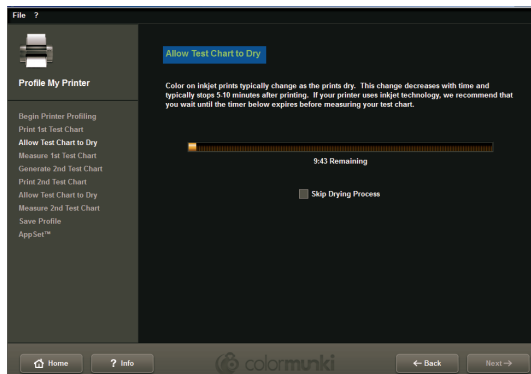 File ?
Allow Test Chart to Dry
Profile My Printer
Color on inkjet prints typically change as the prints dry. This change decreases with time and
typically stops 5-10 minutes after printing. If your printer uses inkjet technology, we recommend that
you wait until the timer below expires before measuring your test chart.
Begin Printer Profiling
Print 1st Test Chart
Allow Test Chart to Dry
Measure 1st Test Chart
Generate 2nd Test Chart
Print 2nd Test Chart
Allow Test Chart to Dry
Measure 2nd Test Chart
Save Profile
AppSet™
9:43 Remaining
Skip Drying Process
Home ? Info colormunki ← Back Next →